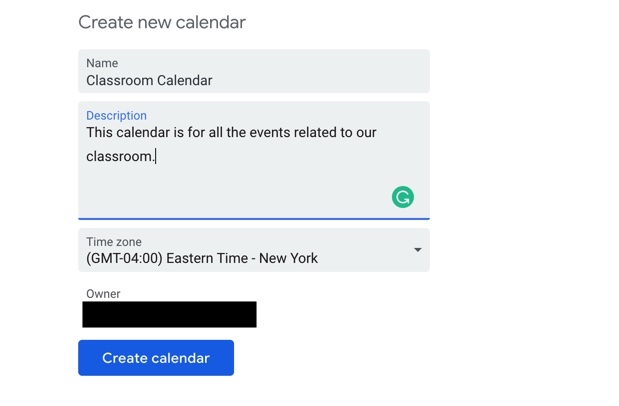 Create new calendar
Name
Classroom Calendar
Description
This calendar is for all the events related to our
classroom.
Time zone
(GMT-04:00) Eastern Time - New York
Owner
Create calendar